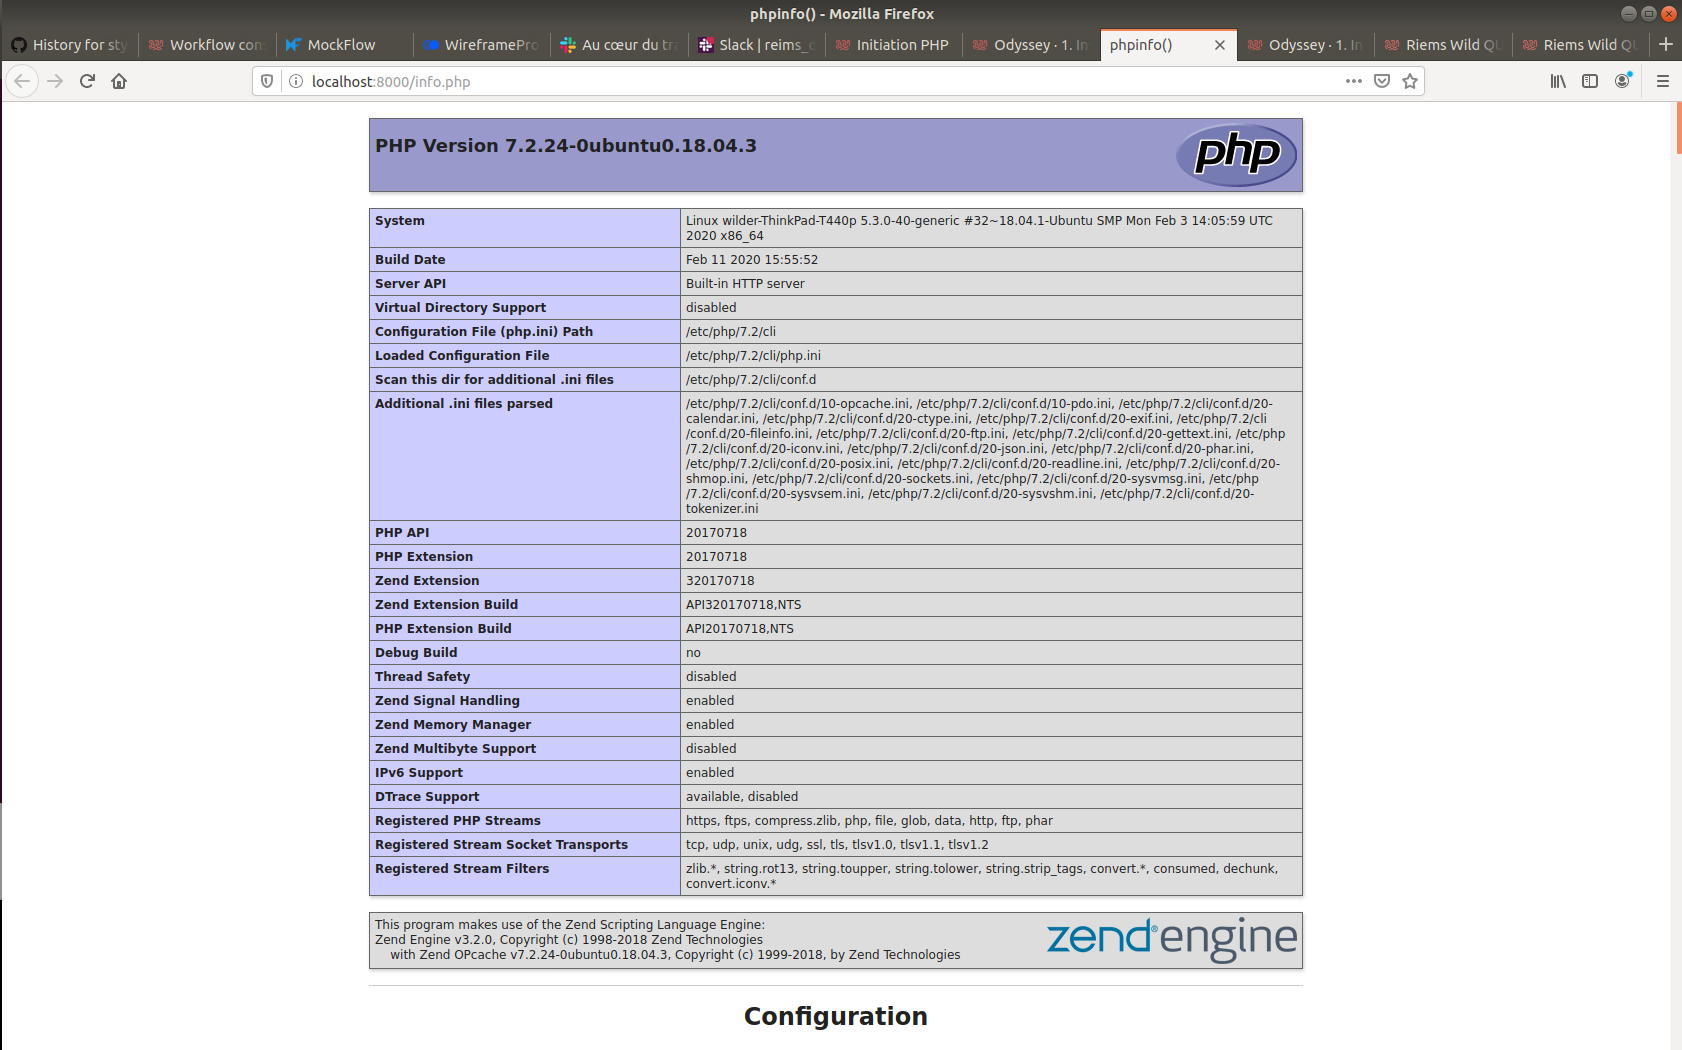 phpinfo() - Mozilla Firefox
History for sty
Workflow con
MockFlow
WireframePro
Au cœur du tra
Slack | reims_c
Initiation PHP
Odyssey · 1. In
phpinfo()
Odyssey · 1. In
Riems Wild QU
Riems Wild QU
localhost:8000/info.php
PHP Version 7.2.24-0ubuntu0.18.04.3
php
System
Linux wilder-ThinkPad-T440p 5.3.0-40-generic #32~18.04.1-Ubuntu SMP Mon Feb 3 14:05:59 UTC
2020 x86_64
Build Date
Feb 11 2020 15:55:52
Server API
Built-in HTTP server
Virtual Directory Support
disabled
Configuration File (php.ini) Path
/etc/php/7.2/cli
Loaded Configuration File
/etc/php/7.2/cli/php.ini
Scan this dir for additional .ini files
/etc/php/7.2/cli/conf.d
Additional .ini files parsed
/etc/php/7.2/cli/conf.d/10-opcache.ini, /etc/php/7.2/cli/conf.d/10-pdo.ini, /etc/php/7.2/cli/conf.d/20-
calendar.ini, /etc/php/7.2/cli/conf.d/20-ctype.ini, /etc/php/7.2/cli/conf.d/20-exif.ini, /etc/php/7.2/cli
/conf.d/20-fileinfo.ini, /etc/php/7.2/cli/conf.d/20-ftp.ini, /etc/php/7.2/cli/conf.d/20-gettext.ini, /etc/php
/7.2/cli/conf.d/20-iconv.ini, /etc/php/7.2/cli/conf.d/20-json.ini, /etc/php/7.2/cli/conf.d/20-phar.ini,
/etc/php/7.2/cli/conf.d/20-posix.ini, /etc/php/7.2/cli/conf.d/20-readline.ini, /etc/php/7.2/cli/conf.d/20-
shmop.ini, /etc/php/7.2/cli/conf.d/20-sockets.ini, /etc/php/7.2/cli/conf.d/20-sysvmsg.ini, /etc/php
/7.2/cli/conf.d/20-sysvsem.ini, /etc/php/7.2/cli/conf.d/20-sysvshm.ini, /etc/php/7.2/cli/conf.d/20-
tokenizer.ini
PHP API
20170718
PHP Extension
20170718
Zend Extension
320170718
Zend Extension Build
API320170718,NTS
PHP Extension Build
API20170718,NTS
Debug Build
no
Thread Safety
disabled
Zend Signal Handling
enabled
Zend Memory Manager
enabled
Zend Multibyte Support
disabled
IPv6 Support
enabled
DTrace Support
available, disabled
Registered PHP Streams
https, ftps, compress.zlib, php, file, glob, data, http, ftp, phar
Registered Stream Socket Transports
tcp, udp, unix, udg, ssl, tls, tlsv1.0, tlsv1.1, tlsv1.2
Registered Stream Filters
zlib.*, string.rot13, string.toupper, string.tolower, string.strip_tags, convert.*, consumed, dechunk,
convert.iconv.*
This program makes use of the Zend Scripting Language Engine:
Zend Engine v3.2.0, Copyright (c) 1998-2018 Zend Technologies
with Zend OPcache v7.2.24-0ubuntu0.18.04.3, Copyright (c) 1999-2018, by Zend Technologies
zend®engine
Configuration